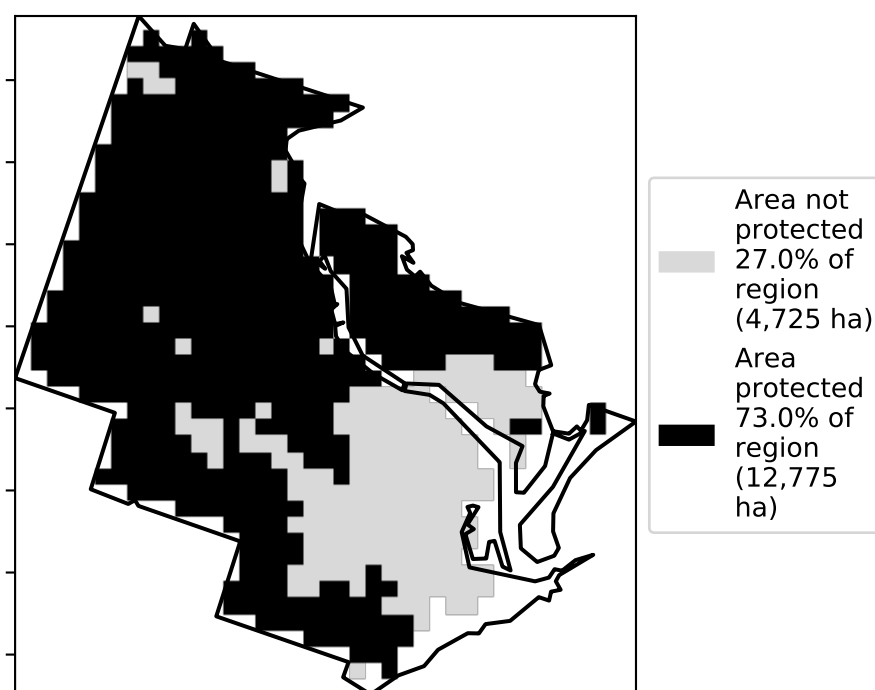 Area not
protected
27.0% of
region
(4,725 ha)
Area
protected
73.0% of
region
(12,775
ha)